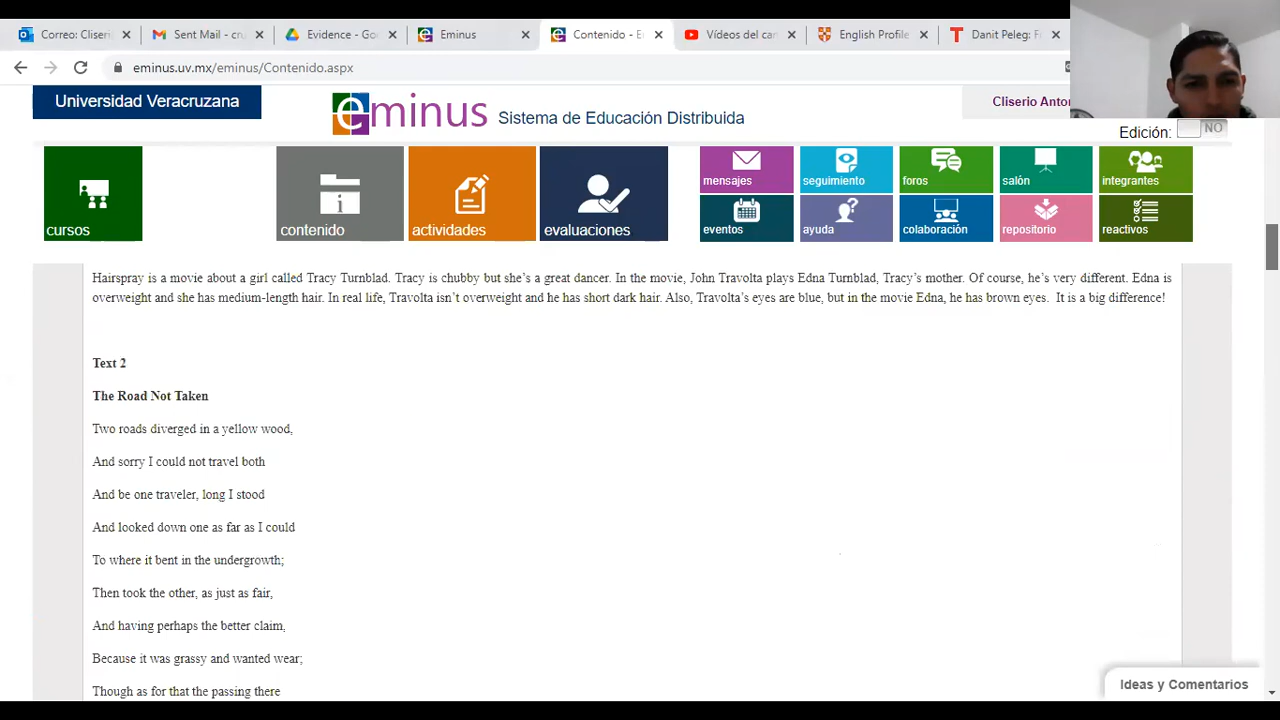 Correo: Cliseri
Sent Mail - ch
Evidence - Go
Eminus
Contenido - E
Vídeos del can
English Profile
Danit Peleg: F
eminus.uv.mx/eminus/Contenido.aspx
Universidad Veracruzana
eminus Sistema de Educación Distribuida
Cliserio Anton
Edición: NO
cursos
contenido
actividades
evaluaciones
mensajes
seguimiento
foros
salón
integrantes
eventos
ayuda
colaboración
repositorio
reactivos
Hairspray is a movie about a girl called Tracy Turnblad. Tracy is chubby but she's a great dancer. In the movie, John Travolta plays Edna Turnblad, Tracy's mother. Of course, he's very different. Edna is
overweight and she has medium-length hair. In real life, Travolta isn't overweight and he has short dark hair. Also, Travolta's eyes are blue, but in the movie Edna, he has brown eyes. It is a big difference!
Text 2
The Road Not Taken
Two roads diverged in a yellow wood,
And sorry I could not travel both
And be one traveler, long I stood
And looked down one as far as I could
To where it bent in the undergrowth;
Then took the other, as just as fair,
And having perhaps the better claim,
Because it was grassy and wanted wear;
Though as for that the passing there
Ideas y Comentarios